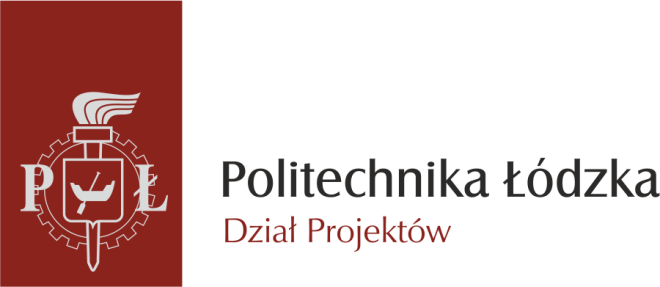 P Ł
Politechnika Łódzka
Dział Projektów